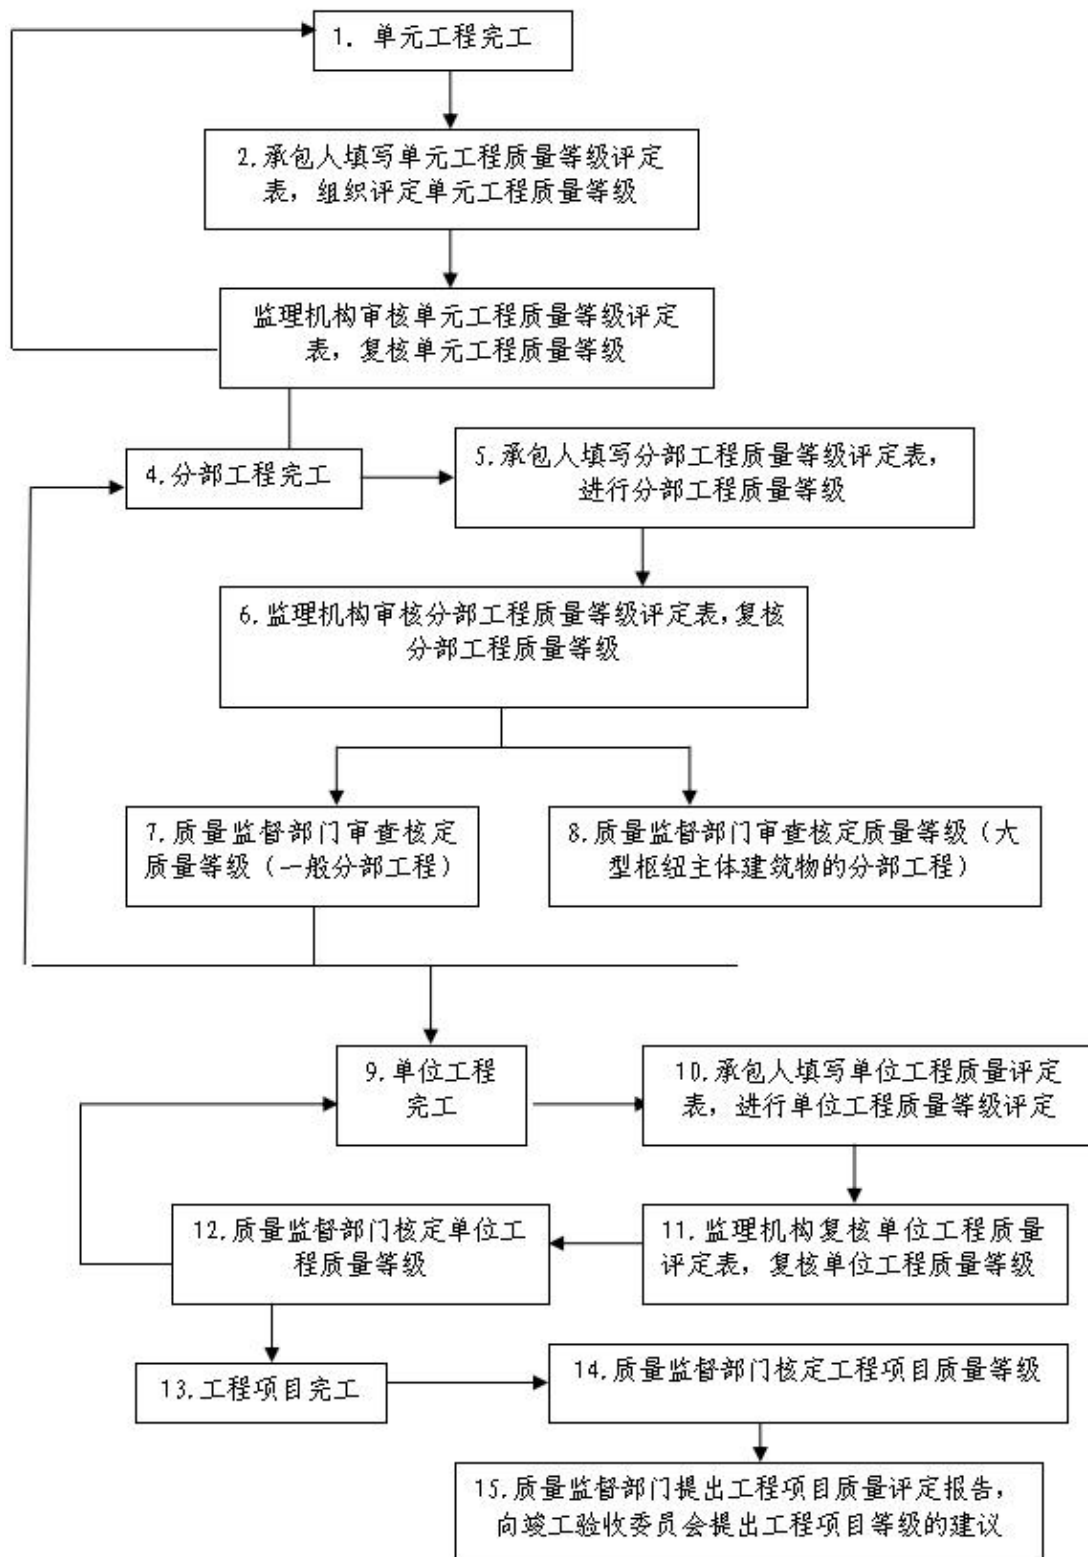 1. 单元工程完工
2.承包人填写单元工程质量等级评定
表，组织评定单元工程质量等级
监理机构审核单元工程质量等级评定
表，复核单元工程质量等级
4.分部工程完工
5.承包人填写分部工程质量等级评定表，
进行分部工程质量等级
6.监理机构审核分部工程质量等级评定表,复核
分部工程质量等级
7.质量监督部门审查核定
质量等级（一般分部工程）
8.质量监督部门审查核定质量等级（大
型枢纽主体建筑物的分部工程）
9.单位工程
完工
10.承包人填写单位工程质量评定
表，进行单位工程质量等级评定
12.质量监督部门核定单位工
程质量等级
11.监理机构复核单位工程质量
评定表，复核单位工程质量等级
13.工程项目完工
14.质量监督部门核定工程项目质量等级
15.质量监督部门提出工程项目质量评定报告，
向竣工验收委员会提出工程项目等级的建议